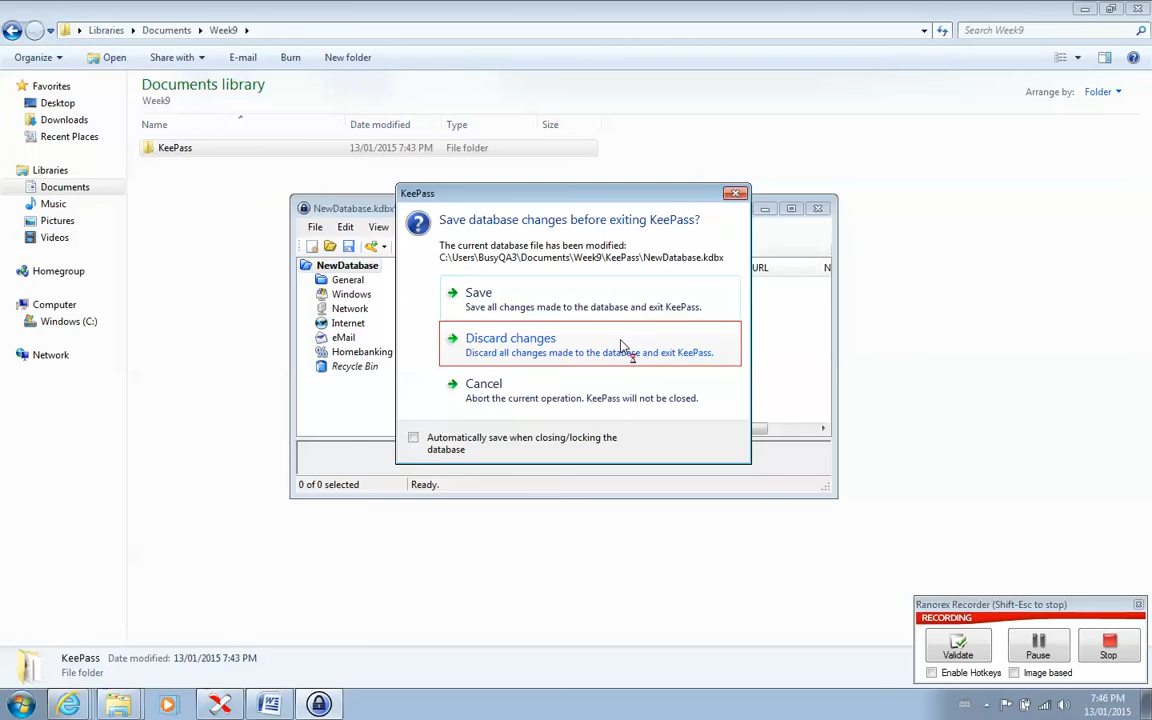 Libraries
Documents
Week9
Search Week9
Organize
Open
Share with
E-mail
Burn
New folder
Favorites
Desktop
Downloads
Recent Places
Libraries
Documents
Music
Pictures
Videos
Homegroup
Computer
Windows (C:)
Network
Documents library
Week9
Arrange by:
Folder
Name
Date modified
Type
Size
KeePass
13/01/2015 7:43 PM
File folder
NewDatabase.kdbx
File
Edit
View
NewDatabase
General
Windows
Network
Internet
eMail
Homebanking
Recycle Bin
URL
N
0 of 0 selected
Ready.
KeePass
Save database changes before exiting KeePass?
The current database file has been modified:
C:\Users\BusyQA3\Documents\Week9\KeePass\NewDatabase.kdbx
Save
Save all changes made to the database and exit KeePass.
Discard changes
Discard all changes made to the database and exit KeePass.
Cancel
Abort the current operation. KeePass will not be closed.
Automatically save when closing/locking the
database
Ranorex Recorder (Shift-Esc to stop)
RECORDING
Validate
Pause
Stop
Enable Hotkeys
Image based
KeePass Date modified: 13/01/2015 7:43 PM
File folder
7:46 PM
13/01/2015